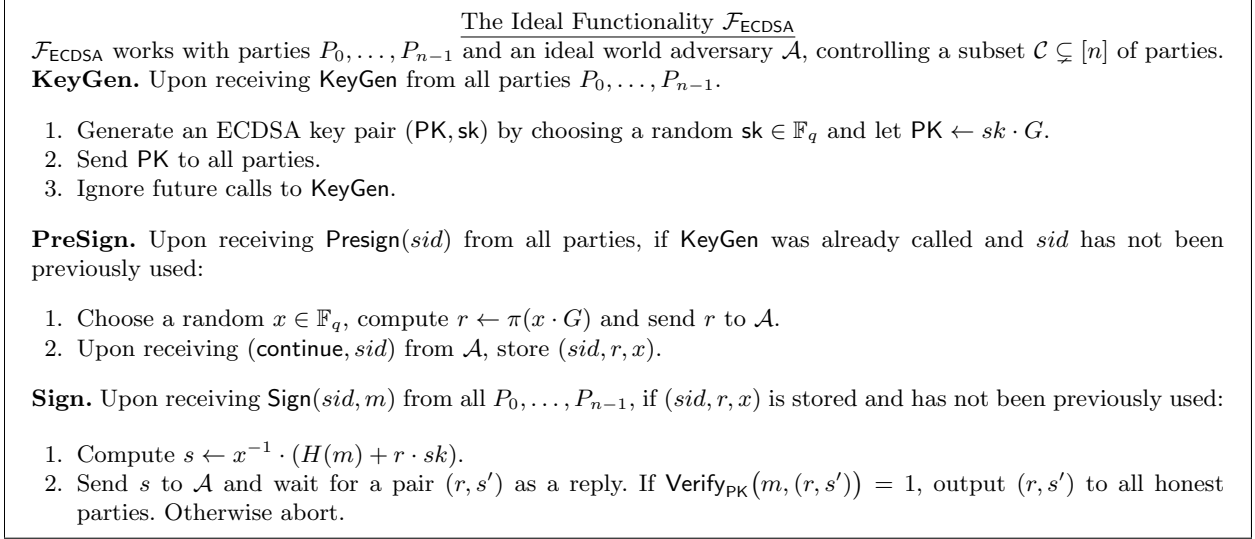 The Ideal Functionality F_ECDSA
F_ECDSA works with parties P_0, . . . , P_{n−1} and an ideal world adversary A, controlling a subset C ⊊ [n] of parties.
KeyGen. Upon receiving KeyGen from all parties P_0, . . . , P_{n−1}.
1. Generate an ECDSA key pair (PK, sk) by choosing a random sk ∈ F_q and let PK ← sk · G.
2. Send PK to all parties.
3. Ignore future calls to KeyGen.
PreSign. Upon receiving Presign(sid) from all parties, if KeyGen was already called and sid has not been
previously used:
1. Choose a random x ∈ F_q, compute r ← π(x · G) and send r to A.
2. Upon receiving (continue, sid) from A, store (sid, r, x).
Sign. Upon receiving Sign(sid, m) from all P_0, . . . , P_{n−1}, if (sid, r, x) is stored and has not been previously used:
1. Compute s ← x^{−1} · (H(m) + r · sk).
2. Send s to A and wait for a pair (r, s′) as a reply. If Verify_PK(m, (r, s′)) = 1, output (r, s′) to all honest
parties. Otherwise abort.